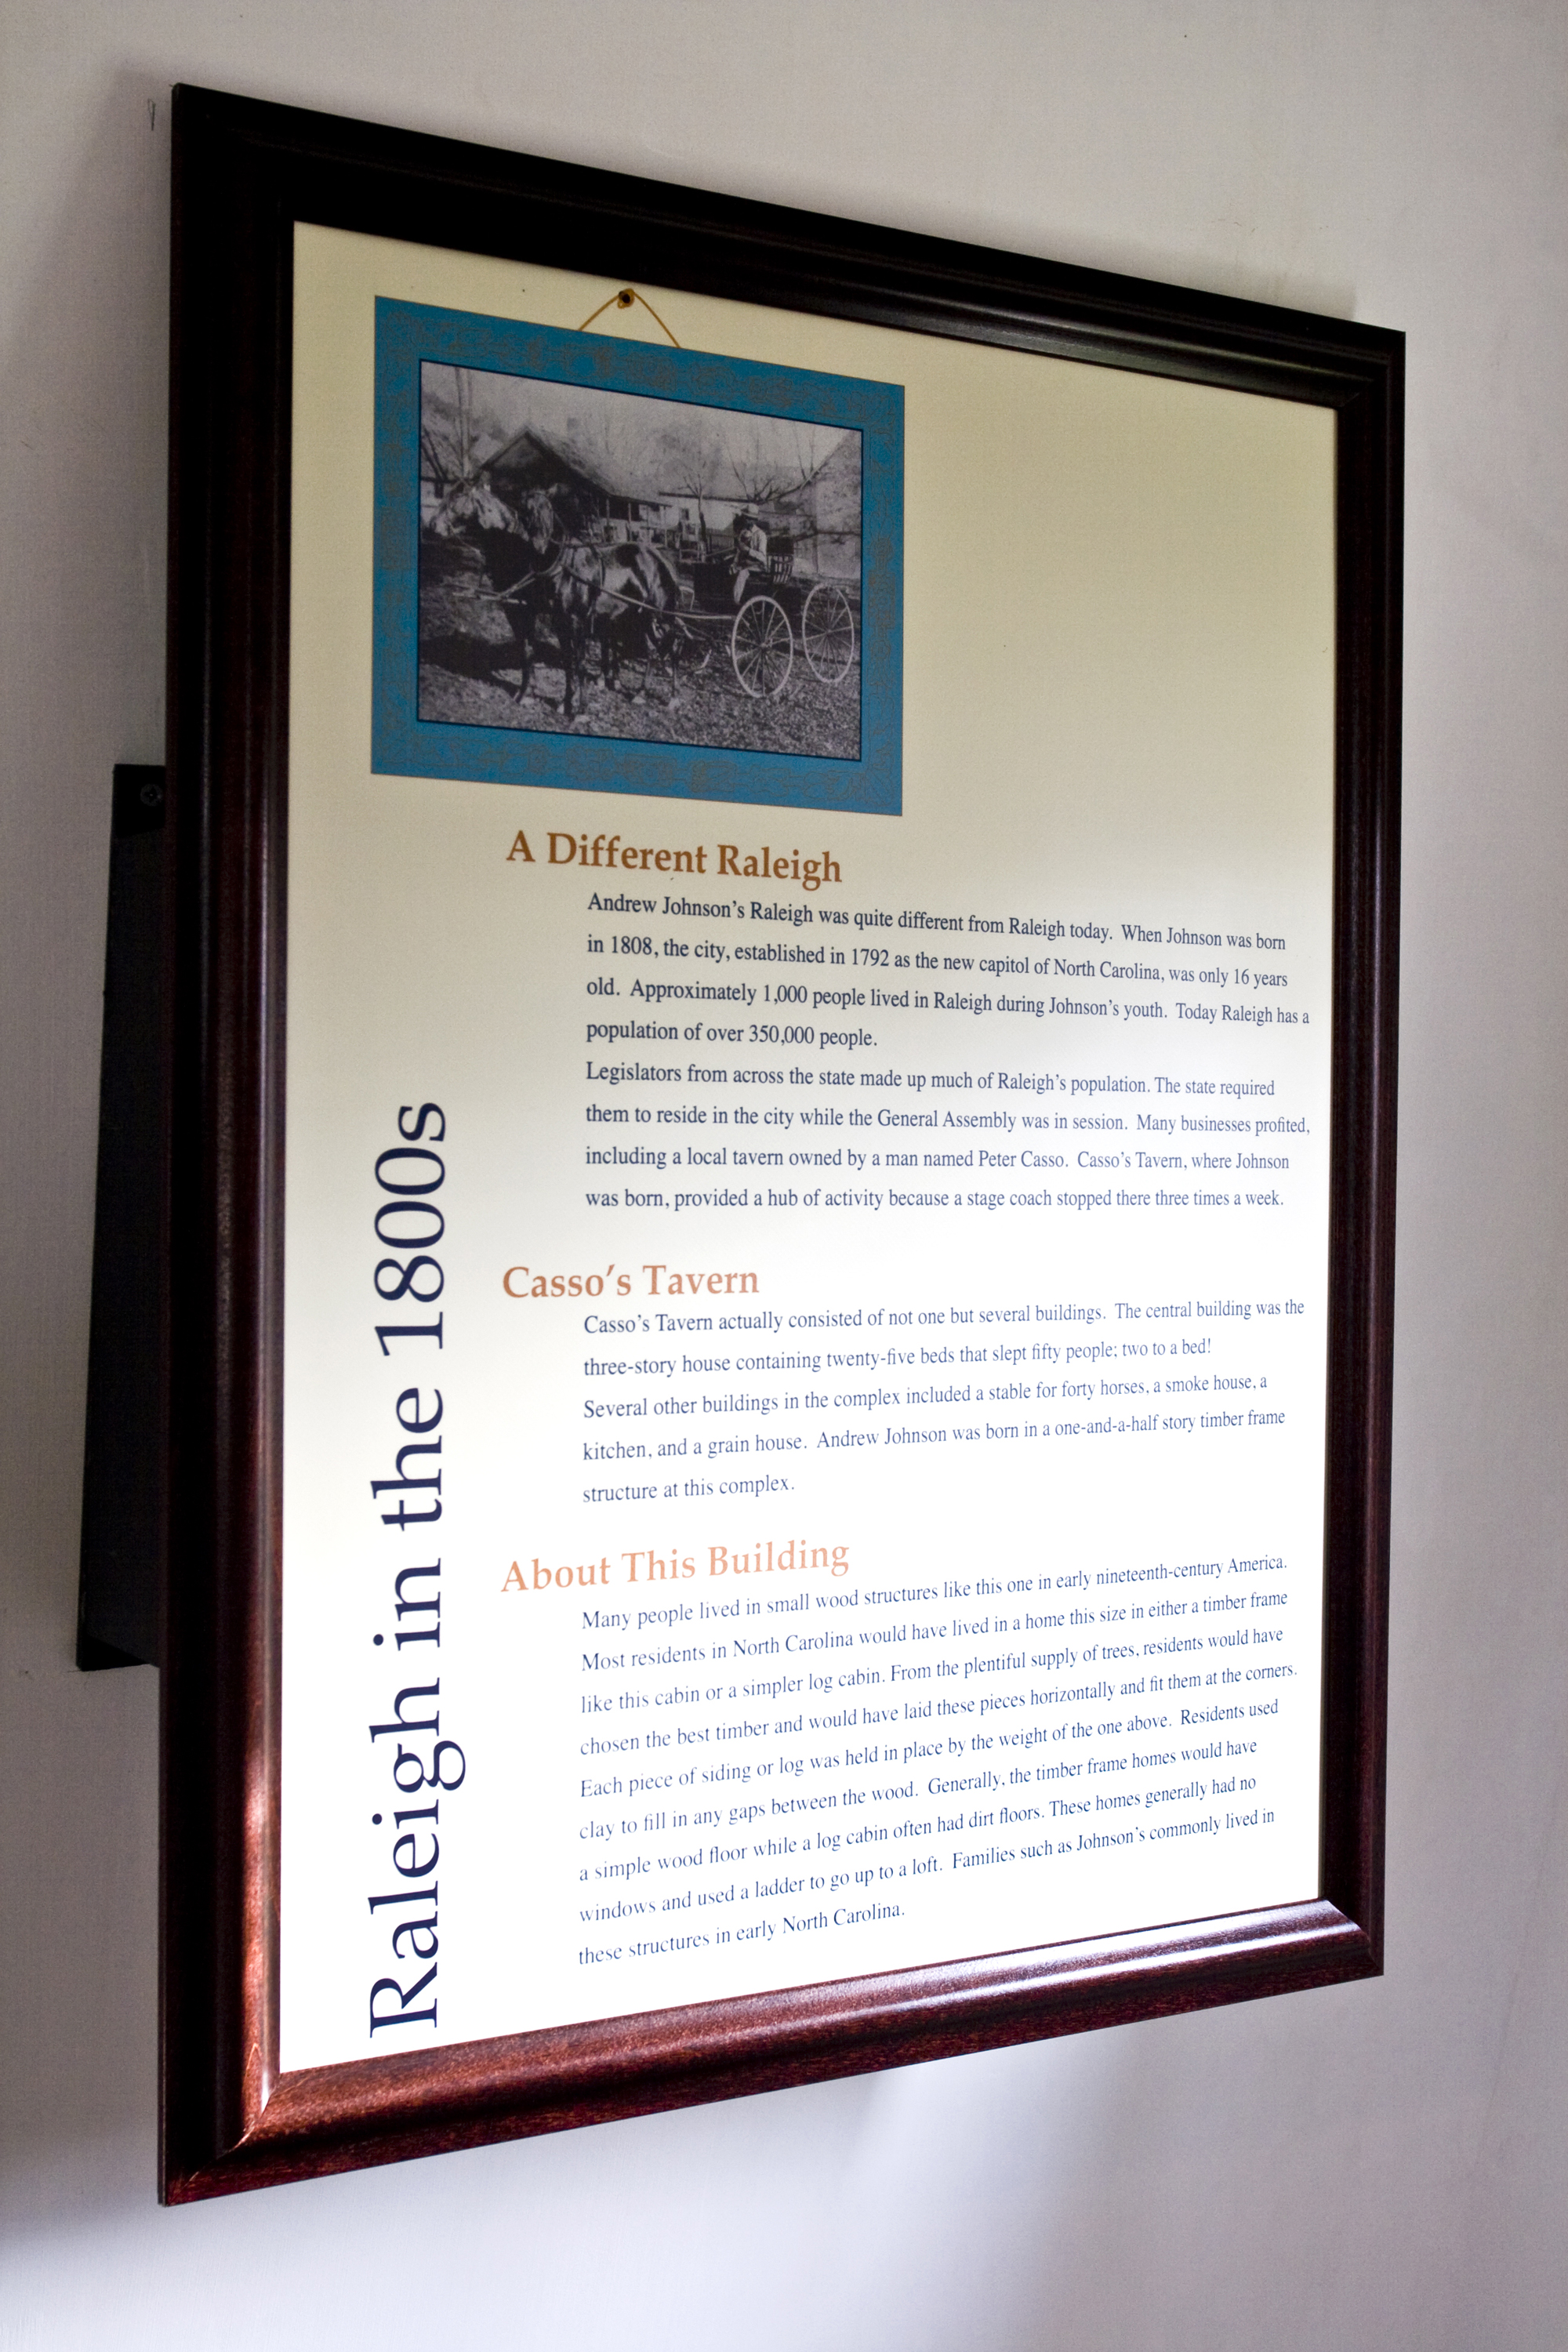 Raleigh in the 1800s
A Different Raleigh
Andrew Johnson's Raleigh was quite different from Raleigh today. When Johnson was born
in 1808, the city, established in 1792 as the new capitol of North Carolina, was only 16 years
old. Approximately 1,000 people lived in Raleigh during Johnson's youth. Today Raleigh has a
population of over 350,000 people.
Legislators from across the state made up much of Raleigh's population. The state required
them to reside in the city while the General Assembly was in session. Many businesses profited,
including a local tavern owned by a man named Peter Casso. Casso's Tavern, where Johnson
was born, provided a hub of activity because a stage coach stopped there three times a week.
Casso's Tavern
Casso's Tavern actually consisted of not one but several buildings. The central building was the
three-story house containing twenty-five beds that slept fifty people; two to a bed!
Several other buildings in the complex included a stable for forty horses, a smoke house, a
kitchen, and a grain house. Andrew Johnson was born in a one-and-a-half story timber frame
structure at this complex.
About This Building
Many people lived in small wood structures like this one in early nineteenth-century America.
Most residents in North Carolina would have lived in a home this size in either a timber frame
like this cabin or a simpler log cabin. From the plentiful supply of trees, residents would have
chosen the best timber and would have laid these pieces horizontally and fit them at the corners.
Each piece of siding or log was held in place by the weight of the one above. Residents used
clay to fill in any gaps between the wood. Generally, the timber frame homes would have
a simple wood floor while a log cabin often had dirt floors. These homes generally had no
windows and used a ladder to go up to a loft. Families such as Johnson's commonly lived in
these structures in early North Carolina.